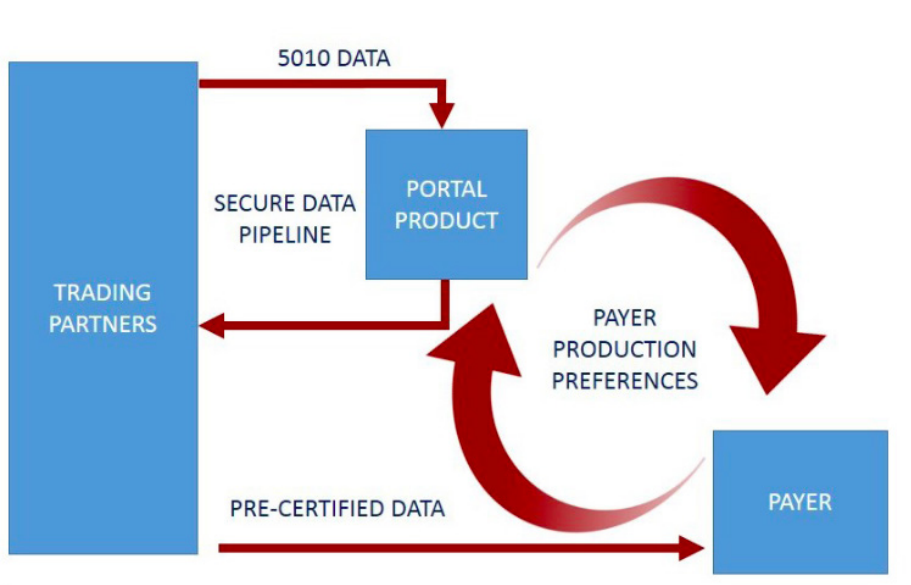 5010 DATA
PORTAL
PRODUCT
SECURE DATA
PIPELINE
TRADING
PARTNERS
PAYER
PRODUCTION
PREFERENCES
PRE-CERTIFIED DATA
PAYER